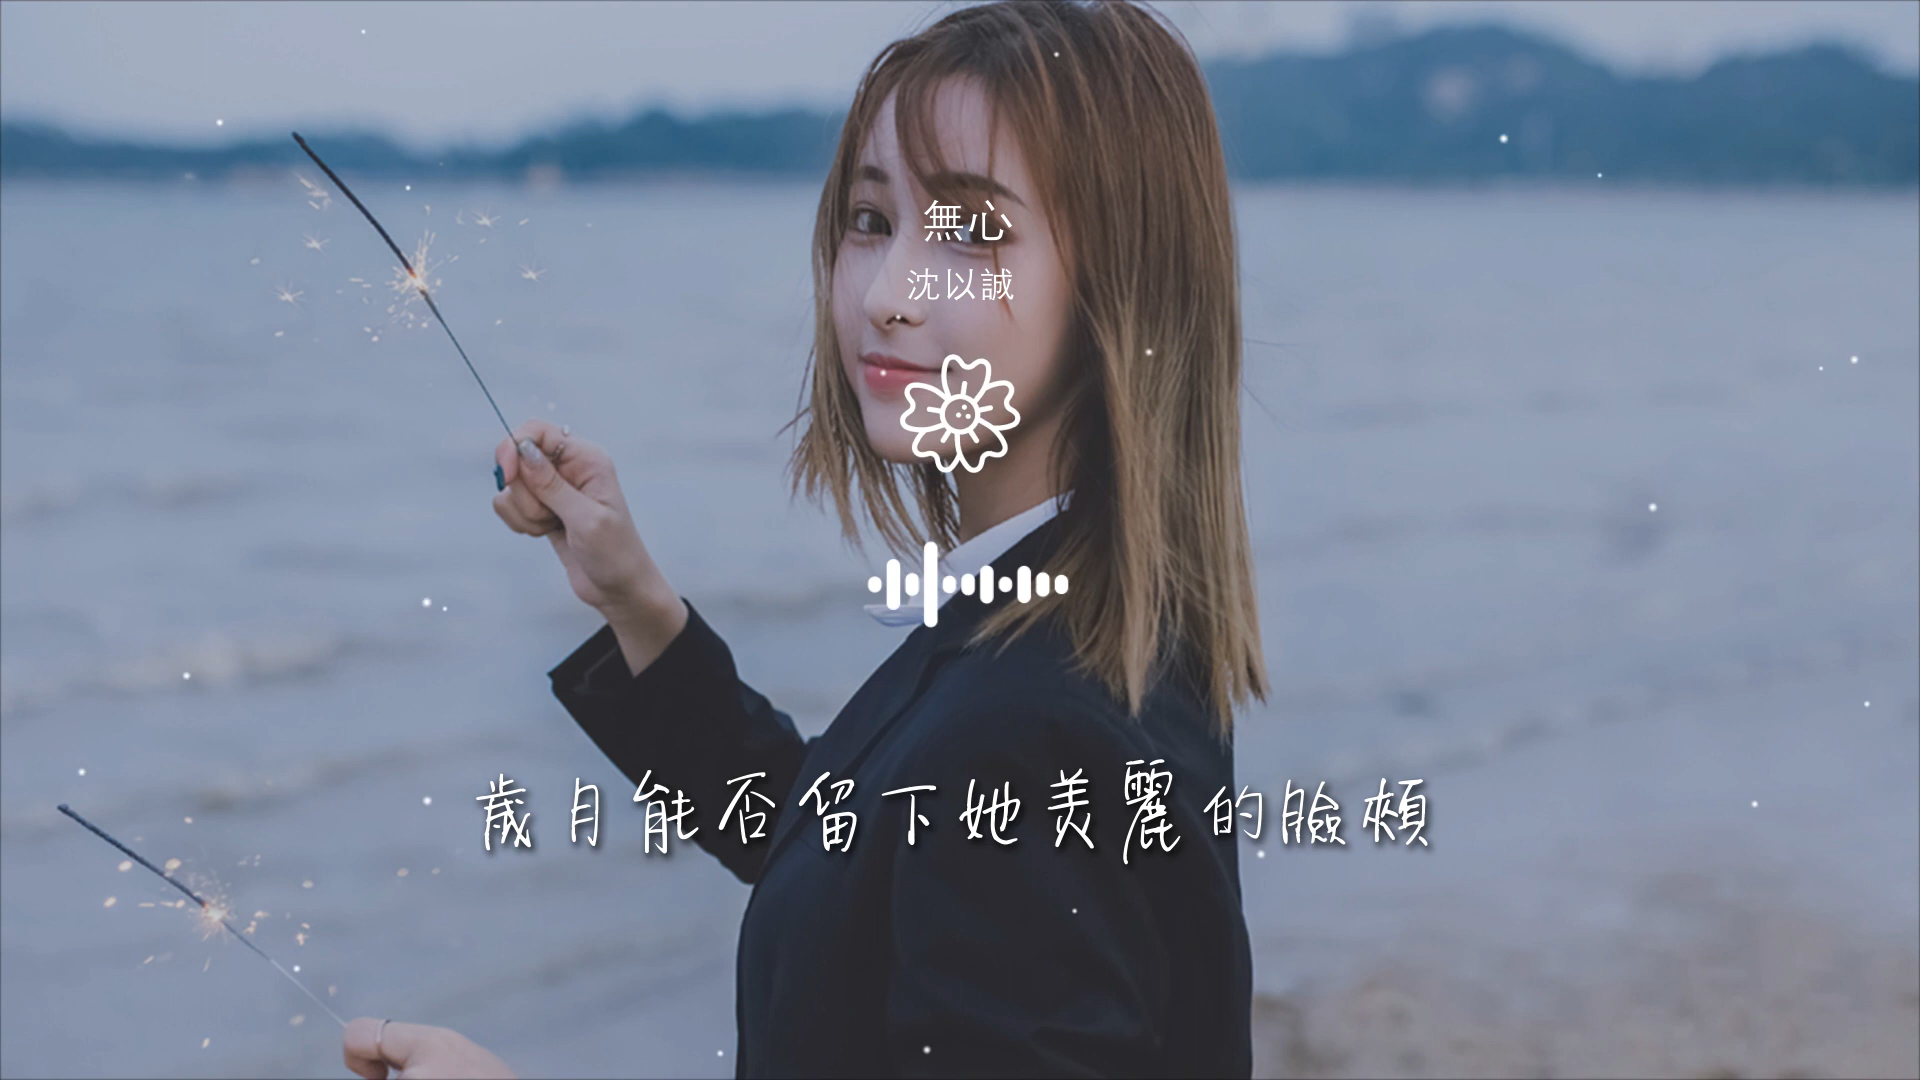 無心
沈以誠
歲月能否留下她美麗的臉頰